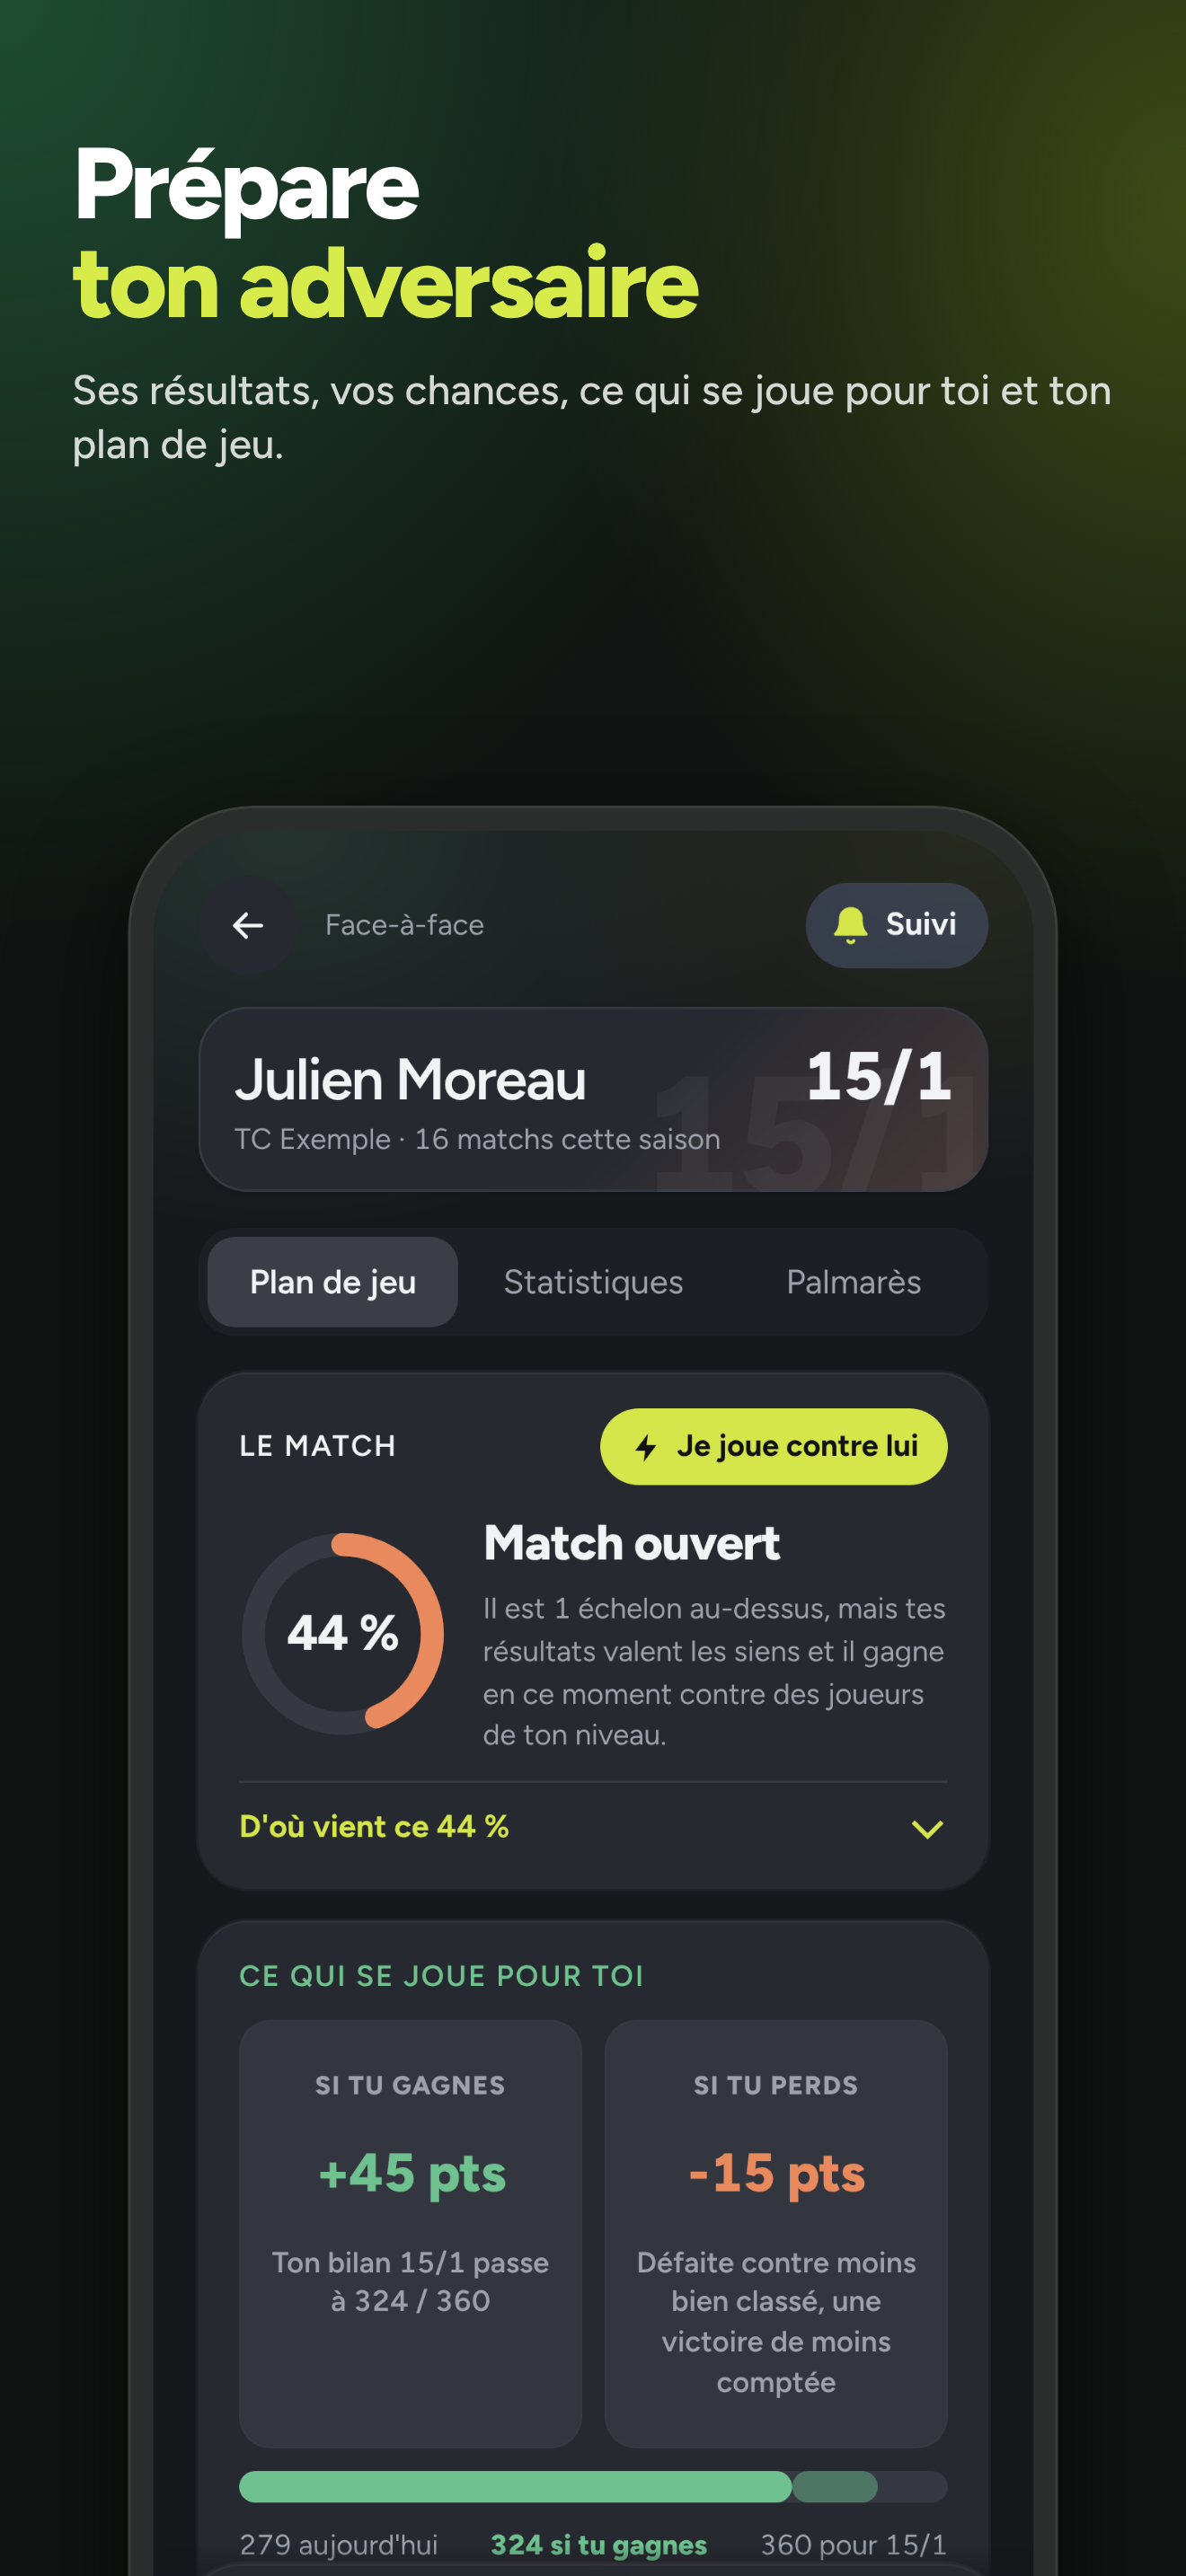 Prépare
ton adversaire
Ses résultats, vos chances, ce qui se joue pour toi et ton
plan de jeu.
Face-à-face
Suivi
Julien Moreau
15/1
15/1
TC Exemple · 16 matchs cette saison
Plan de jeu
Statistiques
Palmarès
LE MATCH
Je joue contre lui
44 %
Match ouvert
Il est 1 échelon au-dessus, mais tes
résultats valent les siens et il gagne
en ce moment contre des joueurs
de ton niveau.
D'où vient ce 44 %
CE QUI SE JOUE POUR TOI
SI TU GAGNES
+45 pts
Ton bilan 15/1 passe
à 324 / 360
SI TU PERDS
-15 pts
Défaite contre moins
bien classé, une
victoire de moins
comptée
279 aujourd'hui
324 si tu gagnes
360 pour 15/1